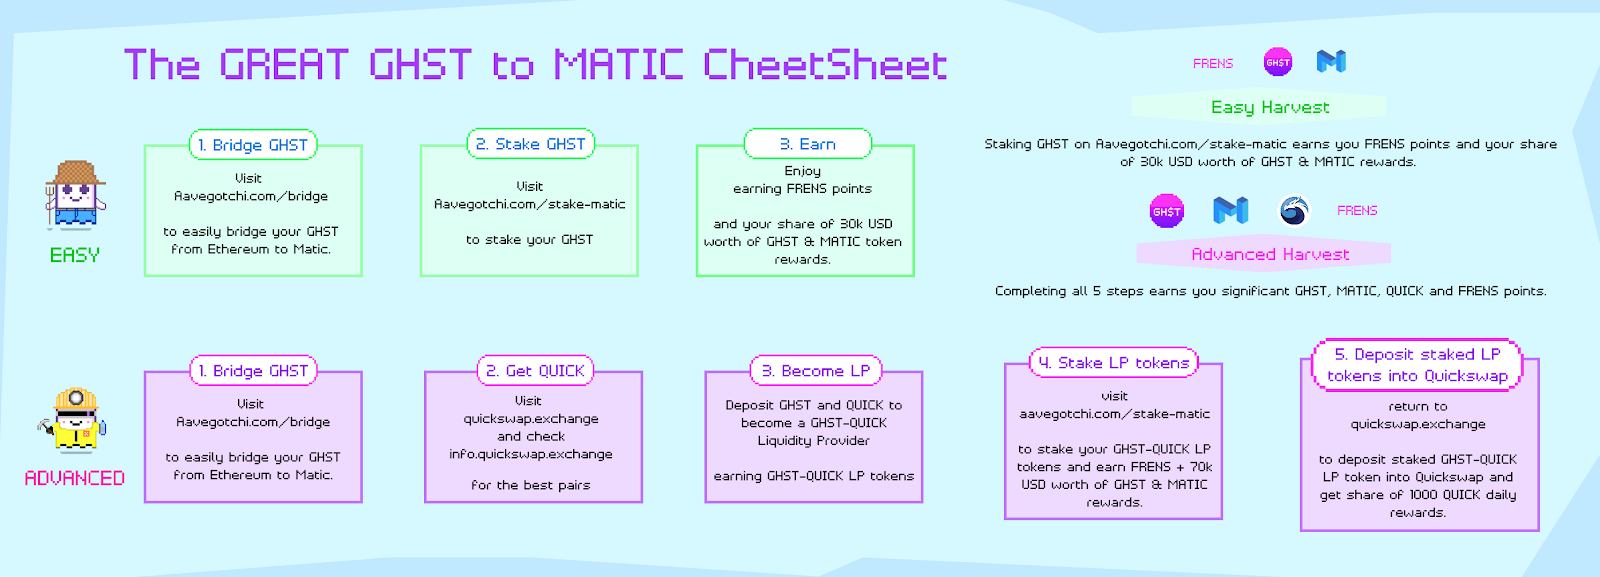 The GREAT GHST to MATIC CheetSheet
FRENS
GH$T
Easy Harvest
Staking GHST on Aavegotchi.com/stake-matic earns you FRENS points and your share
of 30k USD worth of GHST & MATIC rewards.
GH$T
FRENS
Advanced Harvest
Completing all 5 steps earns you significant GHST, MATIC, QUICK and FRENS points.
EASY
1. Bridge GHST
Visit
Aavegotchi.com/bridge
to easily bridge your GHST
from Ethereum to Matic.
2. Stake GHST
Visit
Aavegotchi.com/stake-matic
to stake your GHST
3. Earn
Enjoy
earning FRENS points
and your share of 30k USD
worth of GHST & MATIC token
rewards.
ADVANCED
1. Bridge GHST
Visit
Aavegotchi.com/bridge
to easily bridge your GHST
from Ethereum to Matic.
2. Get QUICK
Visit
quickswap.exchange
and check
info.quickswap.exchange
for the best pairs
3. Become LP
Deposit GHST and QUICK to
become a GHST-QUICK
Liquidity Provider
earning GHST-QUICK LP tokens
4. Stake LP tokens
visit
aavegotchi.com/stake-matic
to stake your GHST-QUICK LP
tokens and earn FRENS + 70k
USD worth of GHST & MATIC
rewards.
5. Deposit staked LP
tokens into Quickswap
return to
quickswap.exchange
to deposit staked GHST-QUICK
LP token into Quickswap and
get share of 1000 QUICK daily
rewards.